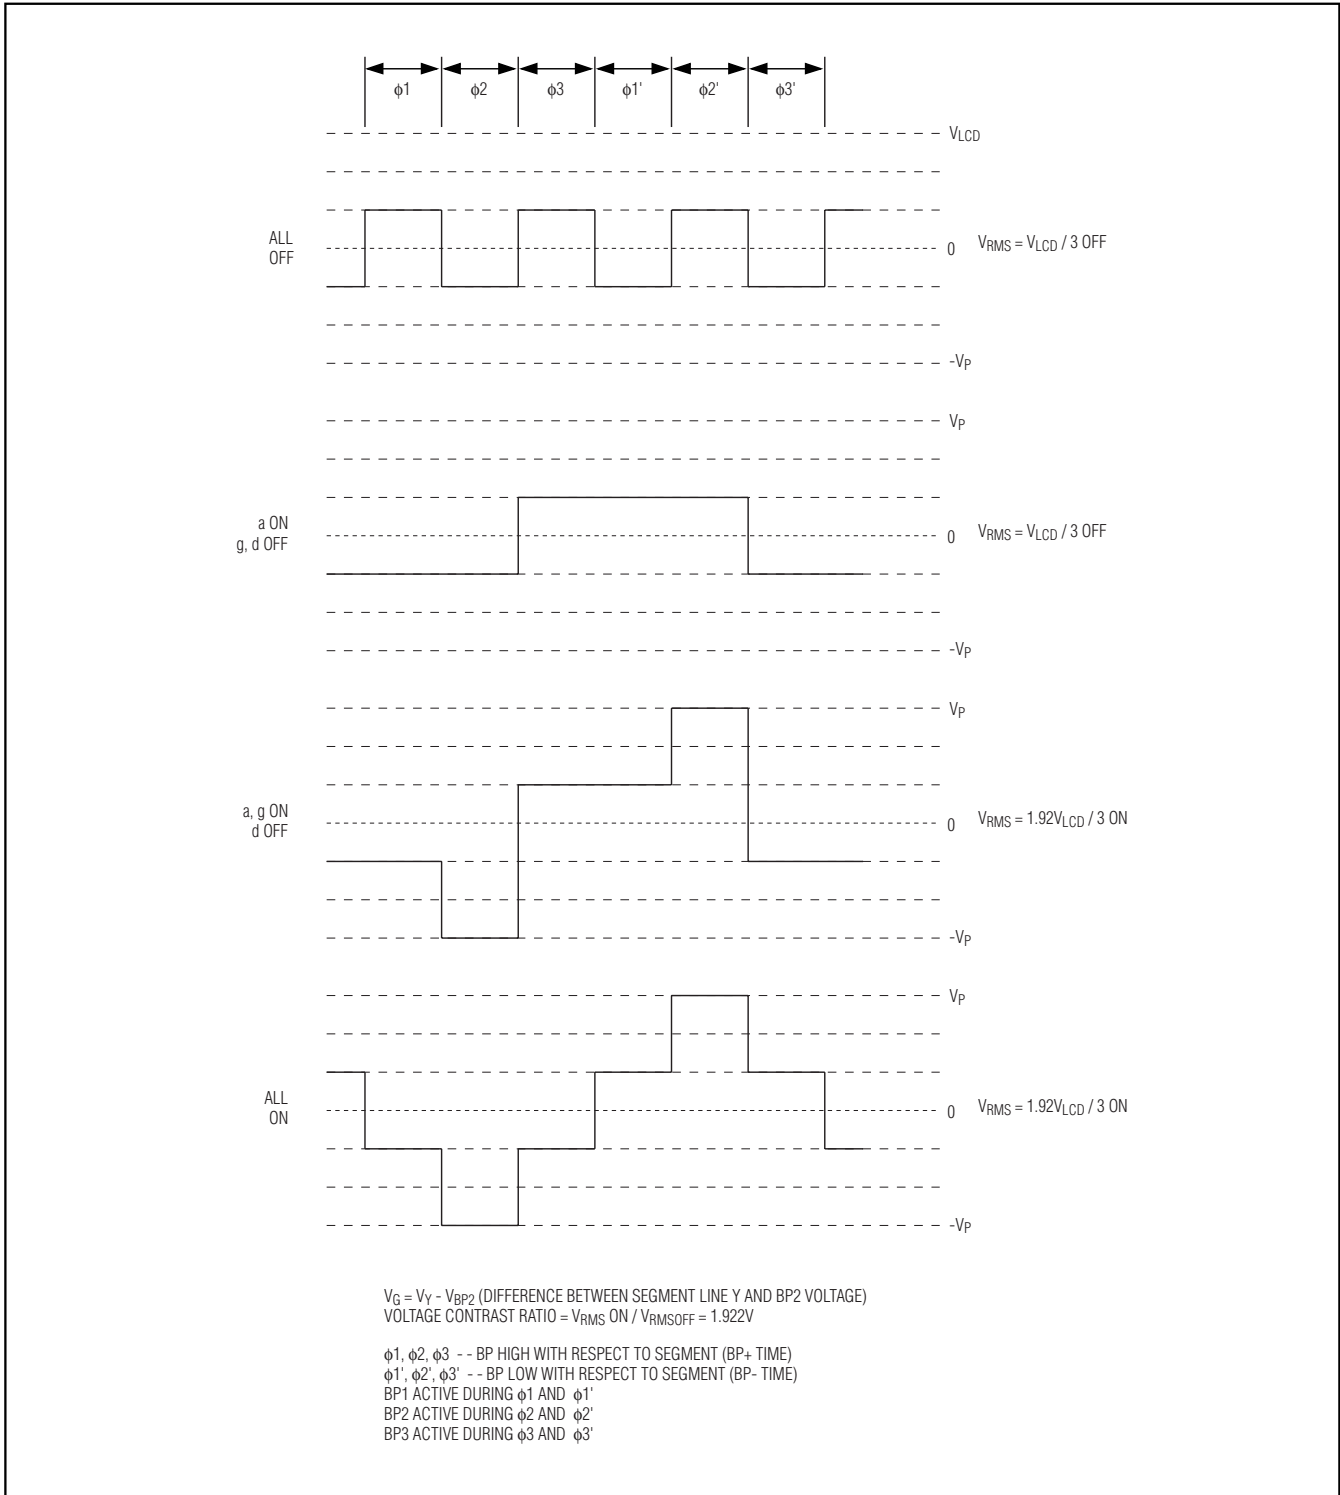 ϕ1 ϕ2 ϕ3 ϕ1' ϕ2' ϕ3'
VLCD
ALL
OFF
0 VRMS = VLCD / 3 OFF
-VP
VP
a ON
g, d OFF
0 VRMS = VLCD / 3 OFF
-VP
VP
a, g ON
d OFF
0 VRMS = 1.92VLCD / 3 ON
-VP
VP
ALL
ON
0 VRMS = 1.92VLCD / 3 ON
-VP
VG = VY - VBP2 (DIFFERENCE BETWEEN SEGMENT LINE Y AND BP2 VOLTAGE)
VOLTAGE CONTRAST RATIO = VRMS ON / VRMSOFF = 1.922V
ϕ1, ϕ2, ϕ3 - - BP HIGH WITH RESPECT TO SEGMENT (BP+ TIME)
ϕ1', ϕ2', ϕ3' - - BP LOW WITH RESPECT TO SEGMENT (BP- TIME)
BP1 ACTIVE DURING ϕ1 AND ϕ1'
BP2 ACTIVE DURING ϕ2 AND ϕ2'
BP3 ACTIVE DURING ϕ3 AND ϕ3'